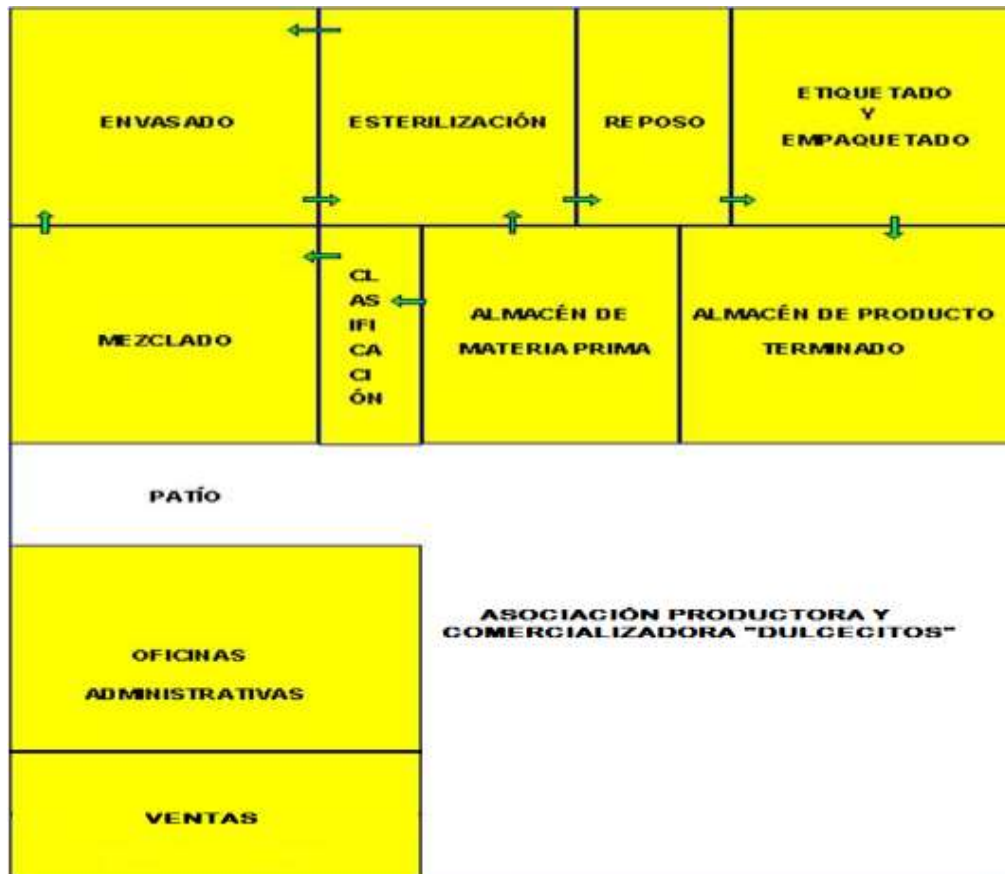 ENVASADO
ESTERILIZACIÓN
REPOSO
ETIQUETADO
Y
EMPAQUETADO
MEZCLADO
CL
AS
IFI
CA
CI
ÓN
ALMACÉN DE
MATERIA PRIMA
ALMACÉN DE PRODUCTO
TERMINADO
PATÍO
OFICINAS
ADMINISTRATIVAS
ASOCIACIÓN PRODUCTORA Y
COMERCIALIZADORA "DULCECITOS"
VENTAS